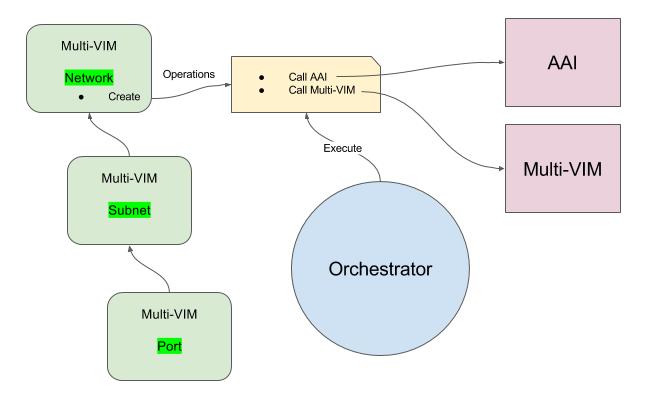 Multi-VIM
Network
● Create
Operations
● Call AAI
● Call Multi-VIM
AAI
Multi-VIM
Execute
Multi-VIM
Subnet
Orchestrator
Multi-VIM
Port